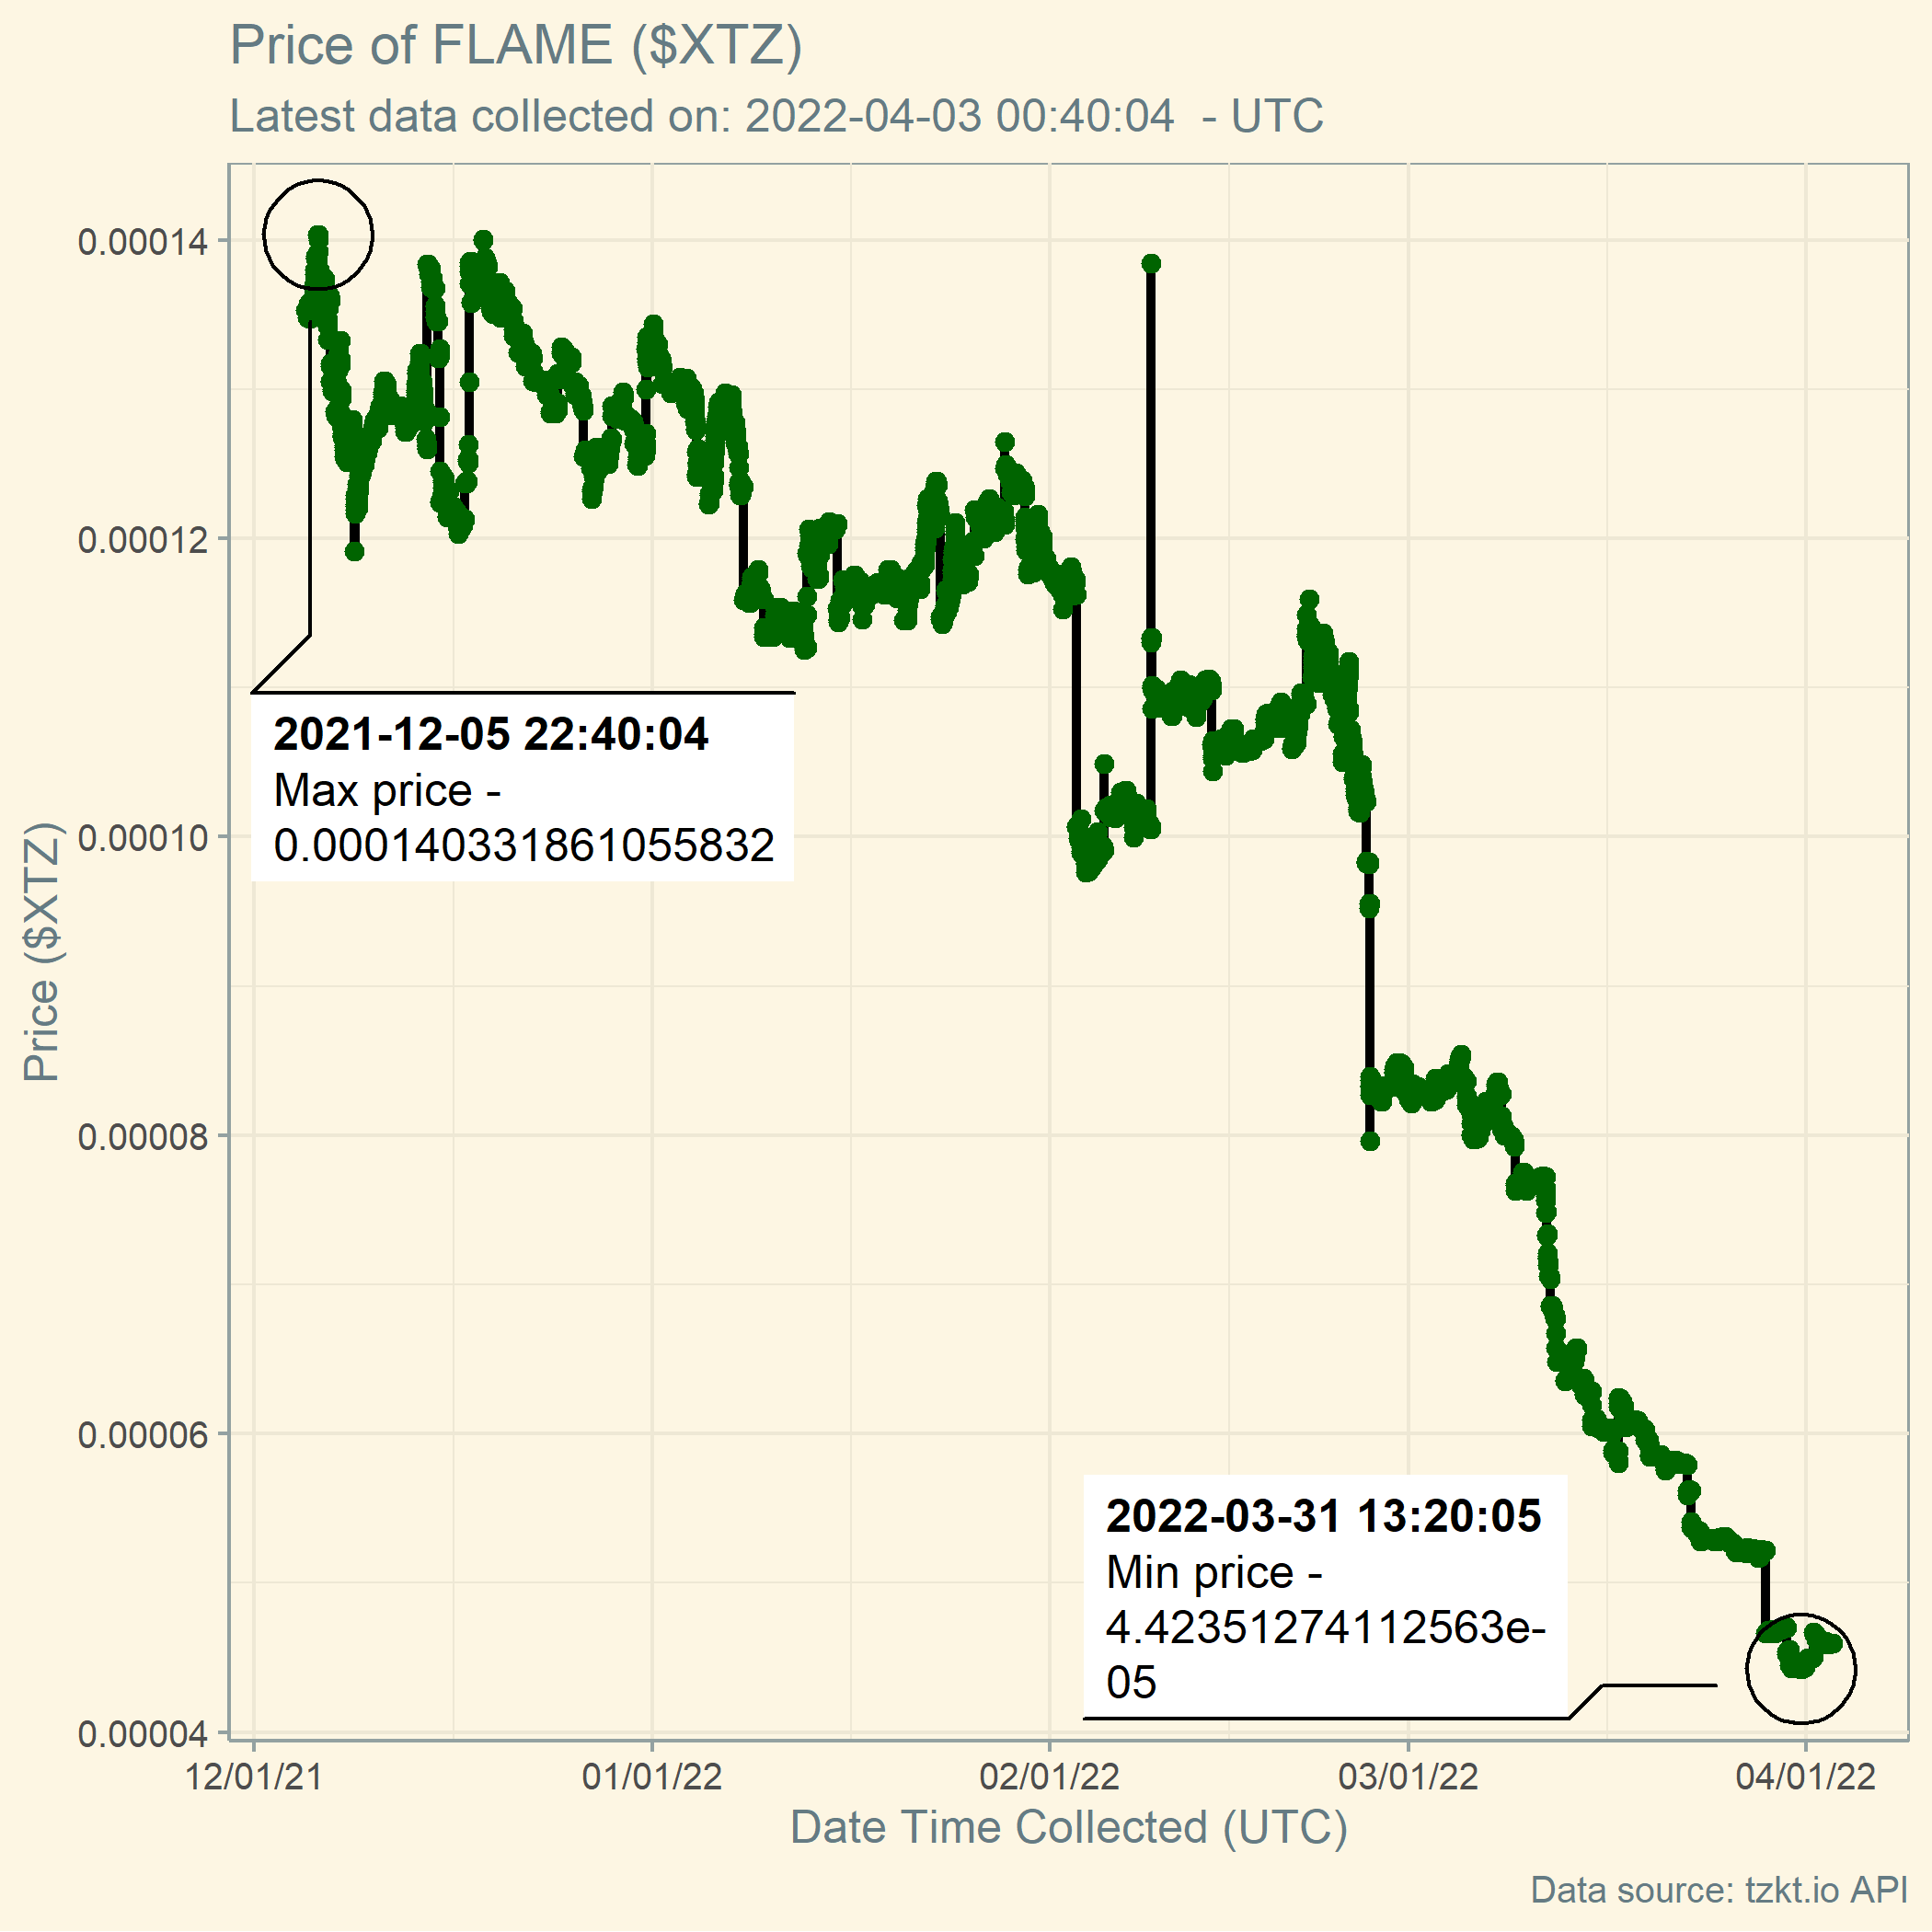 Price of FLAME ($XTZ)
Latest data collected on: 2022-04-03 00:40:04  - UTC
0.00014
0.00012
0.00010
0.00008
0.00006
0.00004
Price ($XTZ)
2021-12-05 22:40:04
Max price -
0.000140331861055832
2022-03-31 13:20:05
Min price -
4.42351274112563e-
05
12/01/21
01/01/22
02/01/22
03/01/22
04/01/22
Date Time Collected (UTC)
Data source: tzkt.io API